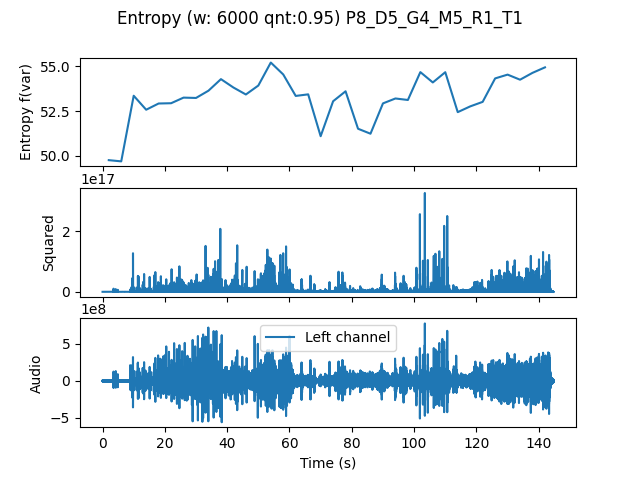 Entropy (w: 6000 qnt:0.95) P8_D5_G4_M5_R1_T1
55.0
52.5
50.0
Entropy f(var)
1e17
2
0
Squared
1e8
5
0
−5
Audio
Left channel
0 20 40 60 80 100 120 140
Time (s)